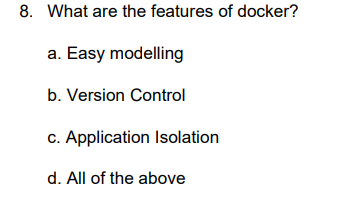 8. What are the features of docker?
a. Easy modelling
b. Version Control
c. Application Isolation
d. All of the above